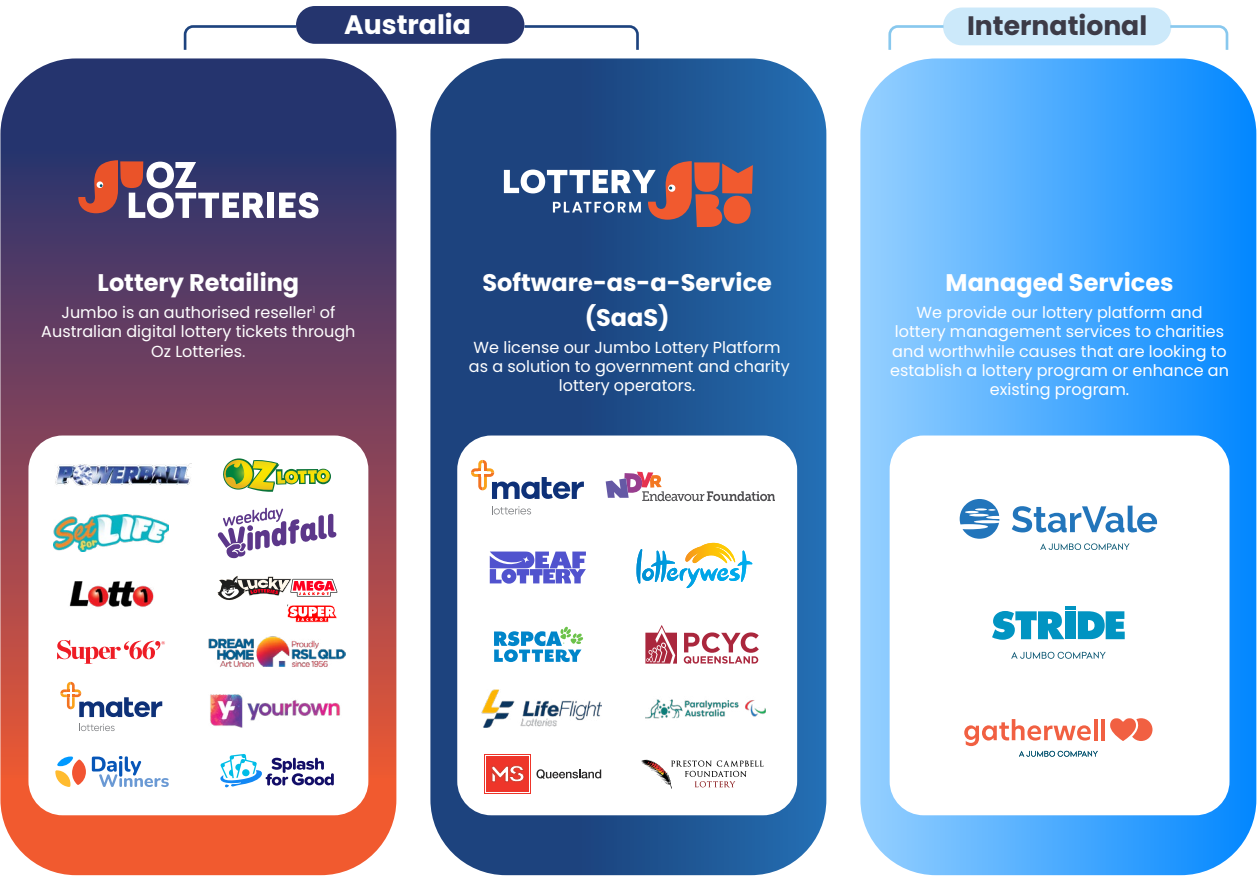 Australia
International
OZ
LOTTERIES
Lottery Retailing
Jumbo is an authorised reseller¹ of
Australian digital lottery tickets through
Oz Lotteries.
POWERBALL
OZ LOTTO
Set for LIFE
weekday
Windfall
Lotto
LUCKY LOTTERIES MEGA
JACKPOT
SUPER
JACKPOT
Super ‘66’
DREAM
HOME
Art Union
Proudly
RSL QLD
since 1956
mater
lotteries
yourtown
Daily
Winners
Splash
for Good
LOTTERY
PLATFORM
JUMBO
Software-as-a-Service
(SaaS)
We license our Jumbo Lottery Platform
as a solution to government and charity
lottery operators.
mater
lotteries
NDVR
Endeavour Foundation
DEAF
LOTTERY
lotterywest
RSPCA
LOTTERY
PCYC
QUEENSLAND
LifeFlight
Lotteries
Paralympics
Australia
MS
Queensland
PRESTON CAMPBELL
FOUNDATION
LOTTERY
Managed Services
We provide our lottery platform and
lottery management services to charities
and worthwhile causes that are looking to
establish a lottery program or enhance an
existing program.
StarVale
A JUMBO COMPANY
STRIDE
A JUMBO COMPANY
gatherwell
A JUMBO COMPANY